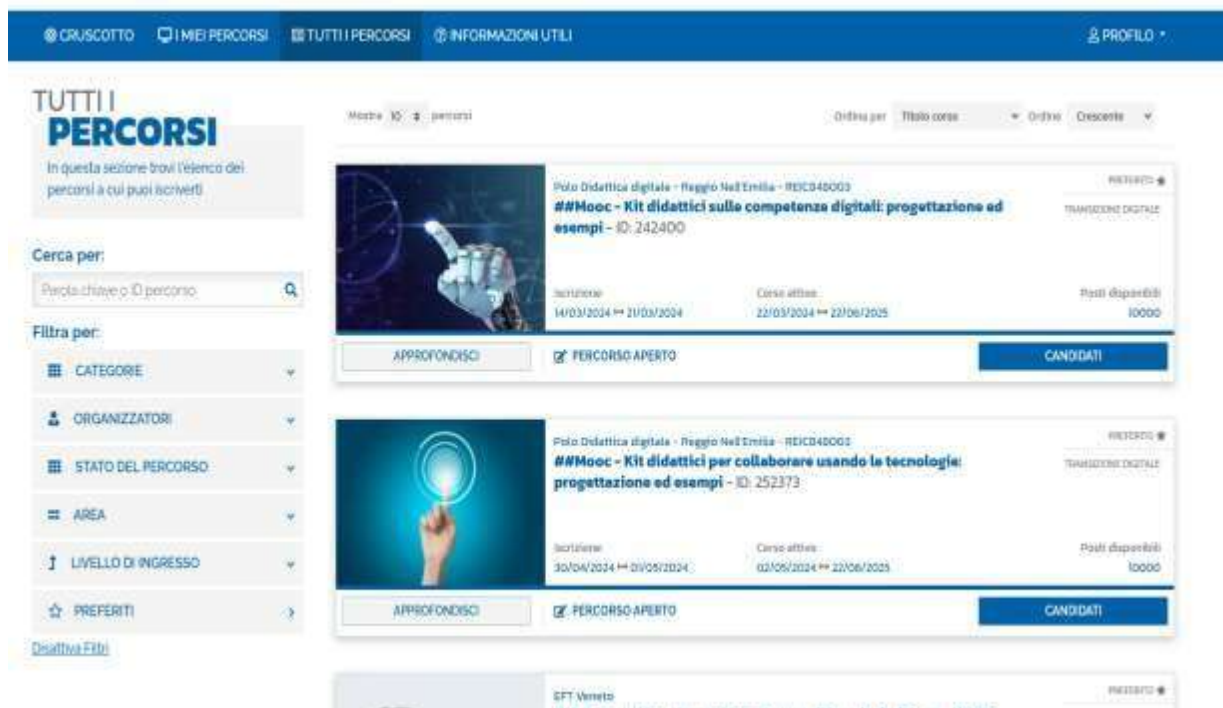 CRUSCOTTO I MIEI PERCORSI TUTTI I PERCORSI INFORMAZIONI UTILI PROFILO
TUTTI I
PERCORSI
In questa sezione trovi l'elenco dei
percorsi a cui puoi iscriverti
Mostra 10 percorsi
Ordina per Titolo corso Ordine Crescente
Cerca per:
Parola chiave o ID percorso
Filtra per:
CATEGORIE
ORGANIZZATORI
STATO DEL PERCORSO
AREA
LIVELLO DI INGRESSO
PREFERITI
Disattiva Filtri
Polo Didattica digitale - Reggio Nell'Emilia -
PREFERITO
##Mooc - Kit didattici sulle competenze digitali: progettazione ed
esempi - ID: 242400
TRANSIZIONE DIGITALE
Iscrizione
Corso attivo
Posti disponibili
14/03/2024 21/03/2024
22/03/2024 22/06/2025
10000
APPROFONDISCI PERCORSO APERTO CANDIDATI
Polo Didattica digitale - Reggio Nell'Emilia -
PREFERITO
##Mooc - Kit didattici per collaborare usando le tecnologie:
progettazione ed esempi - ID: 252373
TRANSIZIONE DIGITALE
Iscrizione
Corso attivo
Posti disponibili
30/04/2024 01/05/2024
02/05/2024 22/06/2025
10000
APPROFONDISCI PERCORSO APERTO CANDIDATI
EFT Veneto
PREFERITO